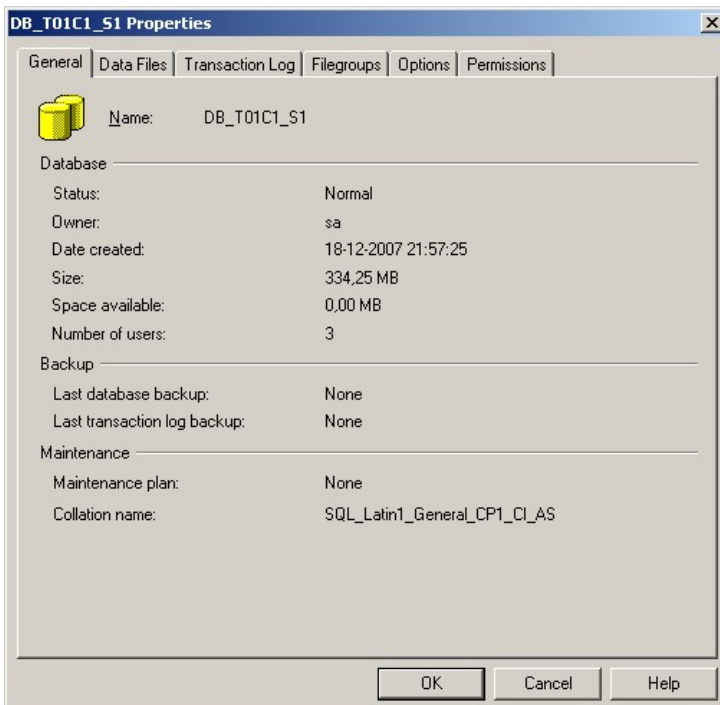 DB_T01C1_S1 Properties
General Data Files Transaction Log Filegroups Options Permissions
Name: DB_T01C1_S1
Database
Status: Normal
Owner: sa
Date created: 18-12-2007 21:57:25
Size: 334,25 MB
Space available: 0,00 MB
Number of users: 3
Backup
Last database backup: None
Last transaction log backup: None
Maintenance
Maintenance plan: None
Collation name: SQL_Latin1_General_CP1_CI_AS
OK Cancel Help